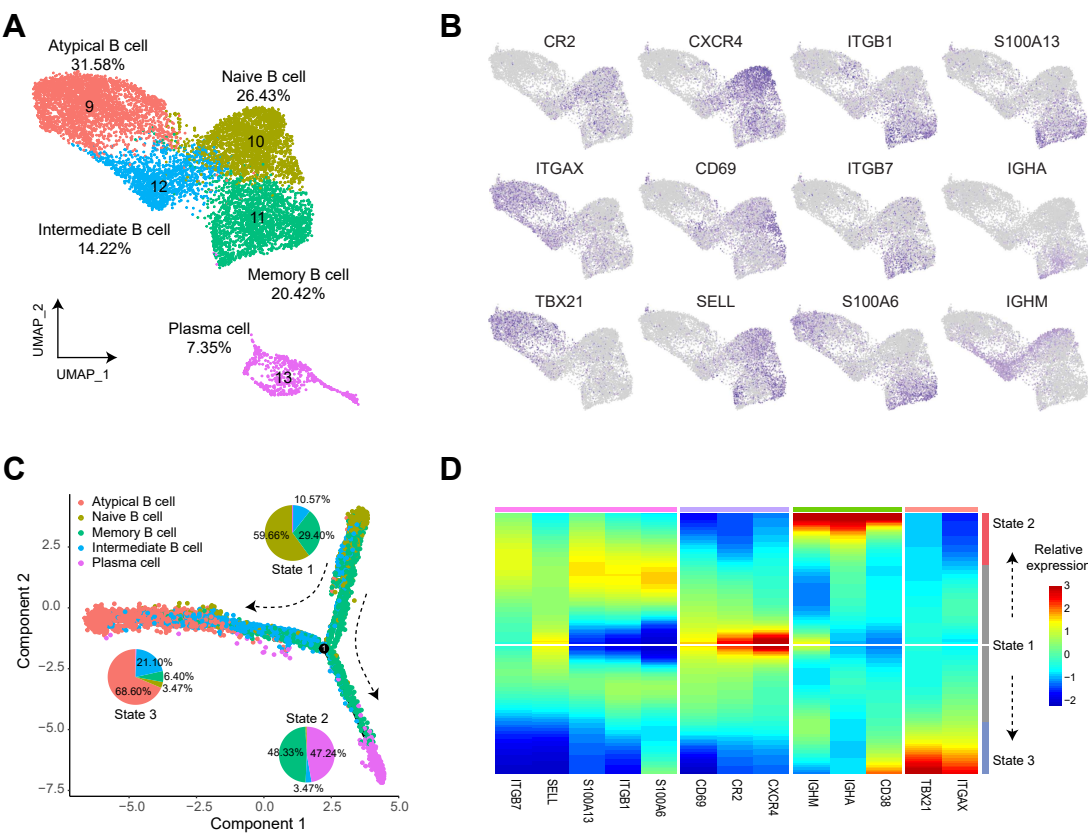 A
Atypical B cell
31.58%
9
Naive B cell
26.43%
10
12
11
Intermediate B cell
14.22%
Memory B cell
20.42%
Plasma cell
7.35%
13
UMAP_2
UMAP_1
B
CR2
CXCR4
ITGB1
S100A13
ITGAX
CD69
ITGB7
IGHA
TBX21
SELL
S100A6
IGHM
C
Atypical B cell
Naive B cell
Memory B cell
Intermediate B cell
Plasma cell
10.57%
59.66%
29.40%
State 1
1
21.10%
6.40%
3.47%
68.60%
State 3
State 2
48.33%
47.24%
3.47%
Component 2
2.5
0.0
−2.5
−5.0
−7.5
−5.0
−2.5
0.0
2.5
5.0
Component 1
D
State 2
State 1
State 3
Relative
expression
3
2
1
1
0
−1
−2
ITGB7
SELL
S100A13
ITGB1
S100A6
CD69
CR2
CXCR4
IGHM
IGHA
CD38
TBX21
ITGAX